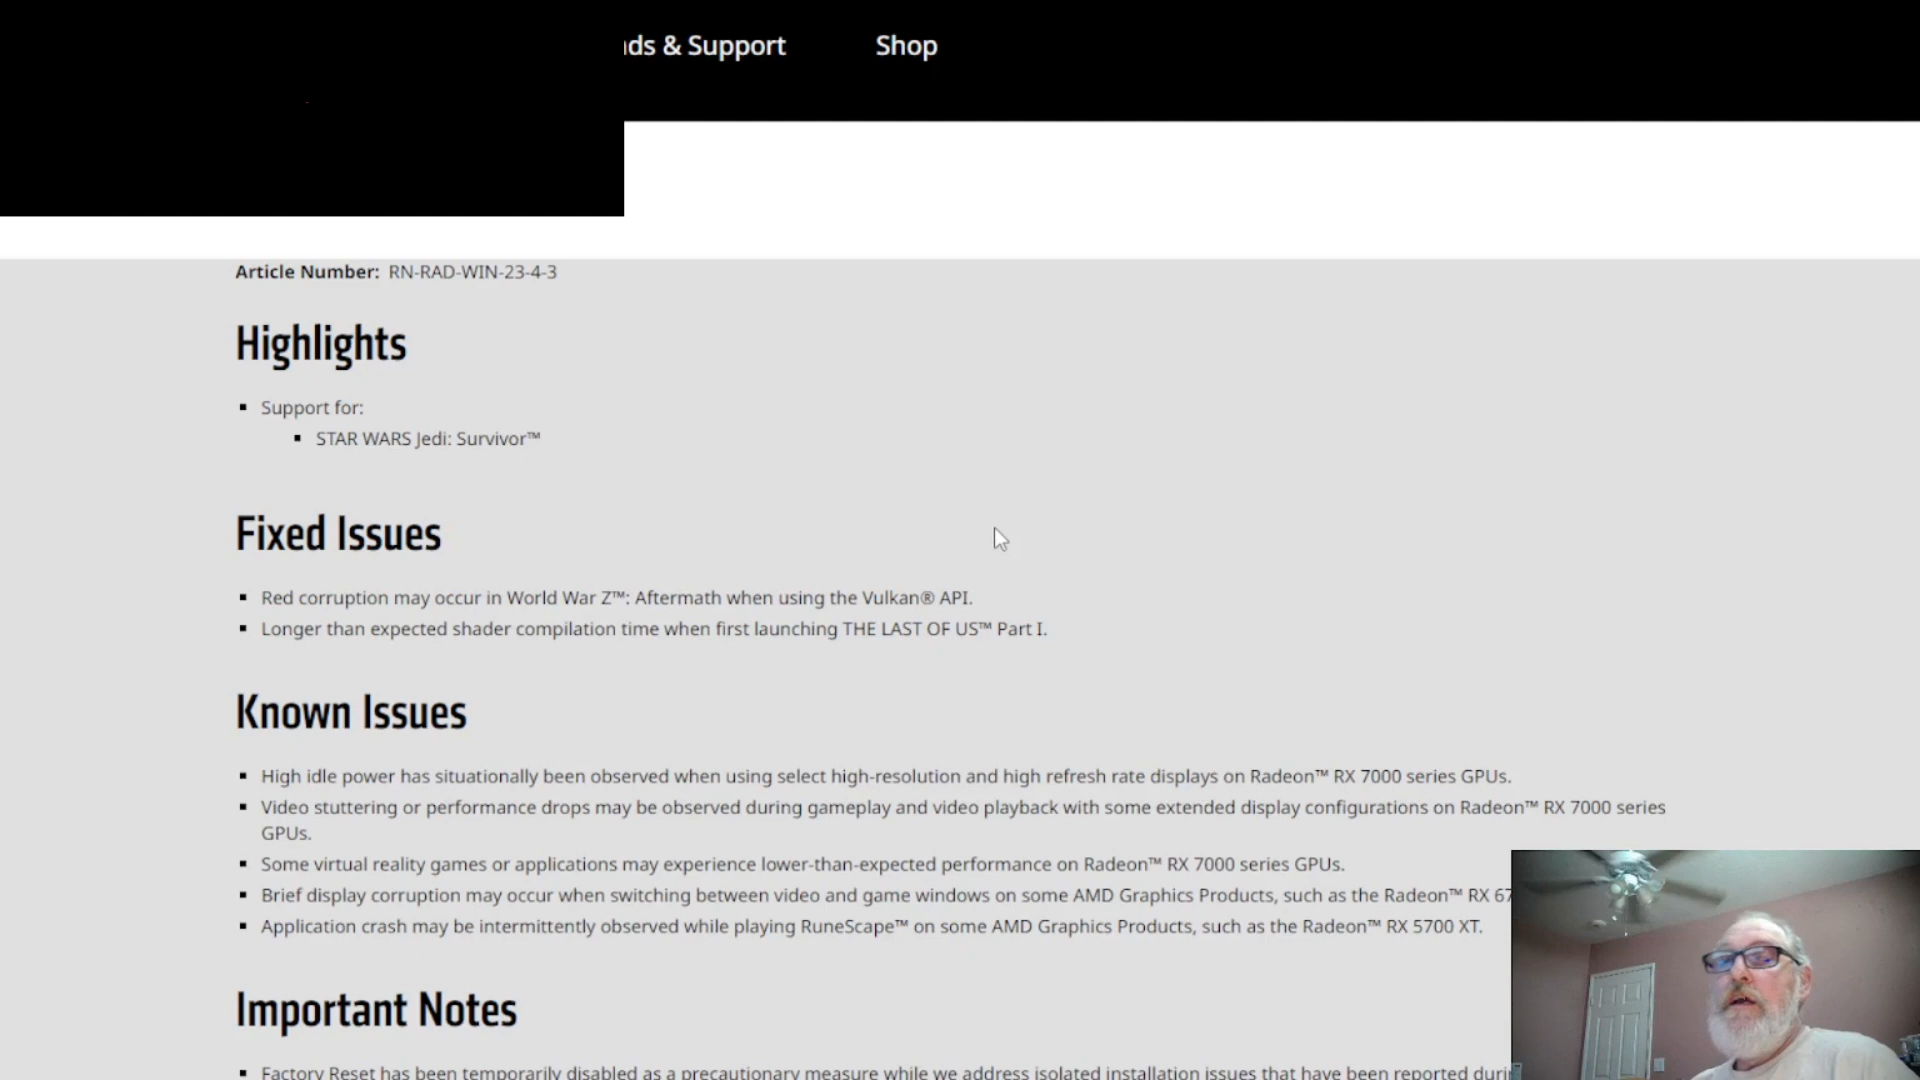 & Support
Shop
Article Number: RN-RAD-WIN-23-4-3
Highlights
Support for:
STAR WARS Jedi: Survivor™
Fixed Issues
Red corruption may occur in World War Z™: Aftermath when using the Vulkan® API.
Longer than expected shader compilation time when first launching THE LAST OF US™ Part I.
Known Issues
High idle power has situationally been observed when using select high-resolution and high refresh rate displays on Radeon™ RX 7000 series GPUs.
Video stuttering or performance drops may be observed during gameplay and video playback with some extended display configurations on Radeon™ RX 7000 series
GPUs.
Some virtual reality games or applications may experience lower-than-expected performance on Radeon™ RX 7000 series GPUs.
Brief display corruption may occur when switching between video and game windows on some AMD Graphics Products, such as the Radeon™ RX
Application crash may be intermittently observed while playing RuneScape™ on some AMD Graphics Products, such as the Radeon™ RX 5700 XT.
Important Notes
Factory Reset has been temporarily disabled as a precautionary measure while we address isolated installation issues that have been reported